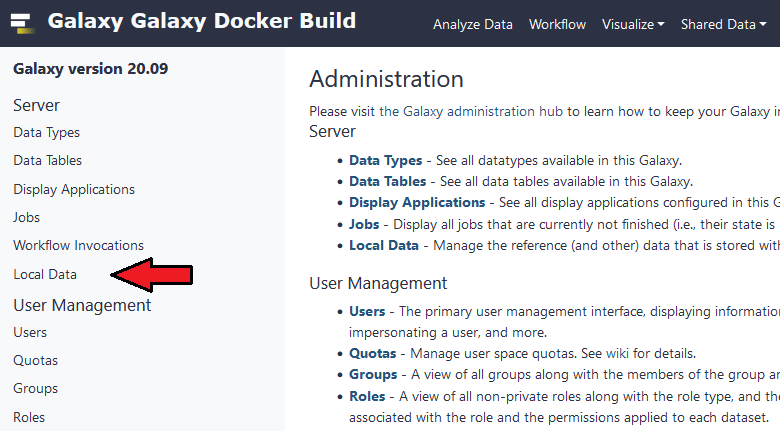 Galaxy Galaxy Docker Build
Analyze Data Workflow Visualize Shared Data
Galaxy version 20.09
Server
Data Types
Data Tables
Display Applications
Jobs
Workflow Invocations
Local Data
User Management
Users
Quotas
Groups
Roles
Administration
Please visit the Galaxy administration hub to learn how to keep your Galaxy
Server
• Data Types - See all datatypes available in this Galaxy.
• Data Tables - See all data tables available in this Galaxy.
• Display Applications - See all display applications configured in this
• Jobs - Display all jobs that are currently not finished (i.e., their state is
• Local Data - Manage the reference (and other) data that is stored
User Management
• Users - The primary user management interface, displaying
impersonating a user, and more.
• Quotas - Manage user space quotas. See wiki for details.
• Groups - A view of all groups along with the members of the group
• Roles - A view of all non-private roles along with the role type, and
associated with the role and the permissions applied to each dataset.